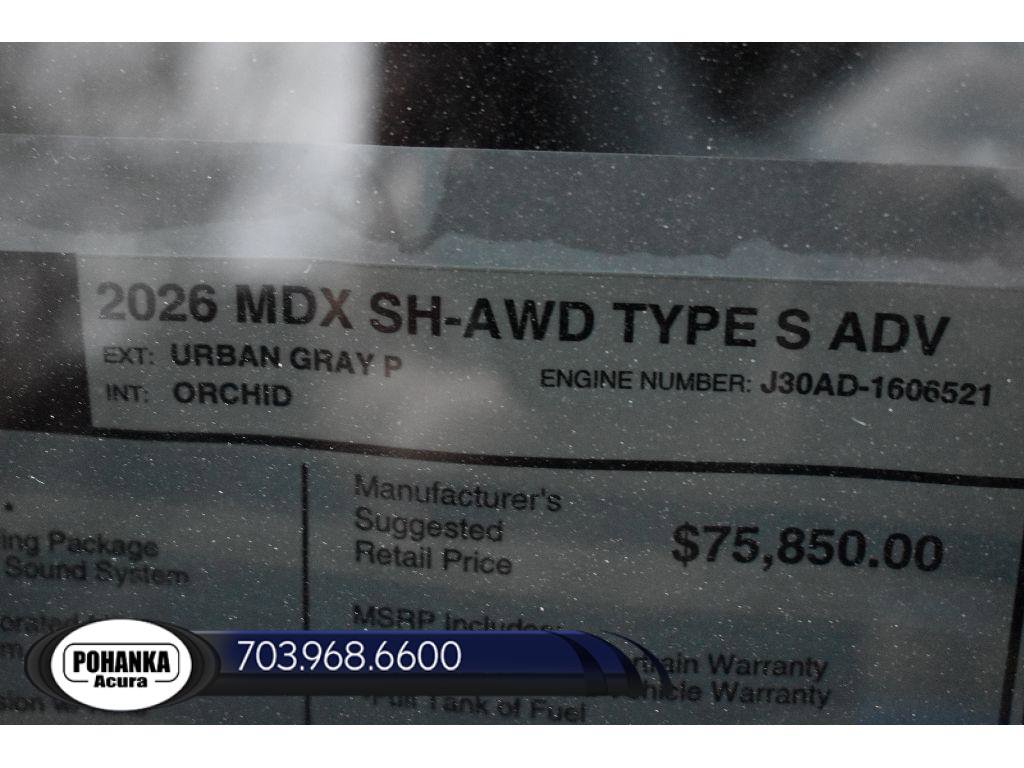 2026 MDX SH-AWD TYPE S ADV
EXT: URBAN GRAY P
INT: ORCHID
ENGINE NUMBER: J30AD-1606521
ing Package
Sound System
Manufacturer's
Suggested
Retail Price
$75,850.00
MSRP Includes:
train Warranty
hicle Warranty
Full Tank of Fuel
POHANKA
Acura
703.968.6600